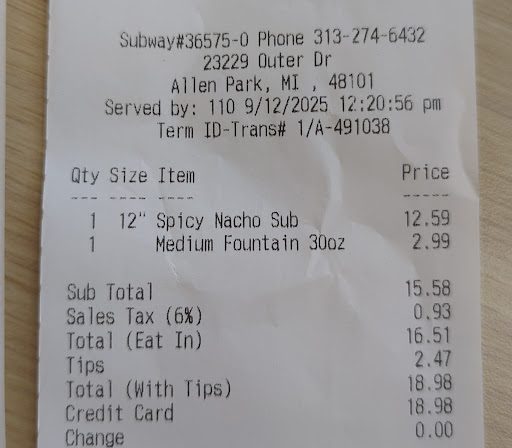 Subway#36575-0 Phone 313-274-6432
23229 Outer Dr
Allen Park, MI , 48101
Served by: 110 9/12/2025 12:20:56 pm
Term ID-Trans# 1/A-491038
Qty Size Item Price
--- ---- ---- -----
1 12" Spicy Nacho Sub 12.59
1 Medium Fountain 30oz 2.99
Sub Total 15.58
Sales Tax (6%) 0.93
Total (Eat In) 16.51
Tips 2.47
Total (With Tips) 18.98
Credit Card 18.98
Change 0.00